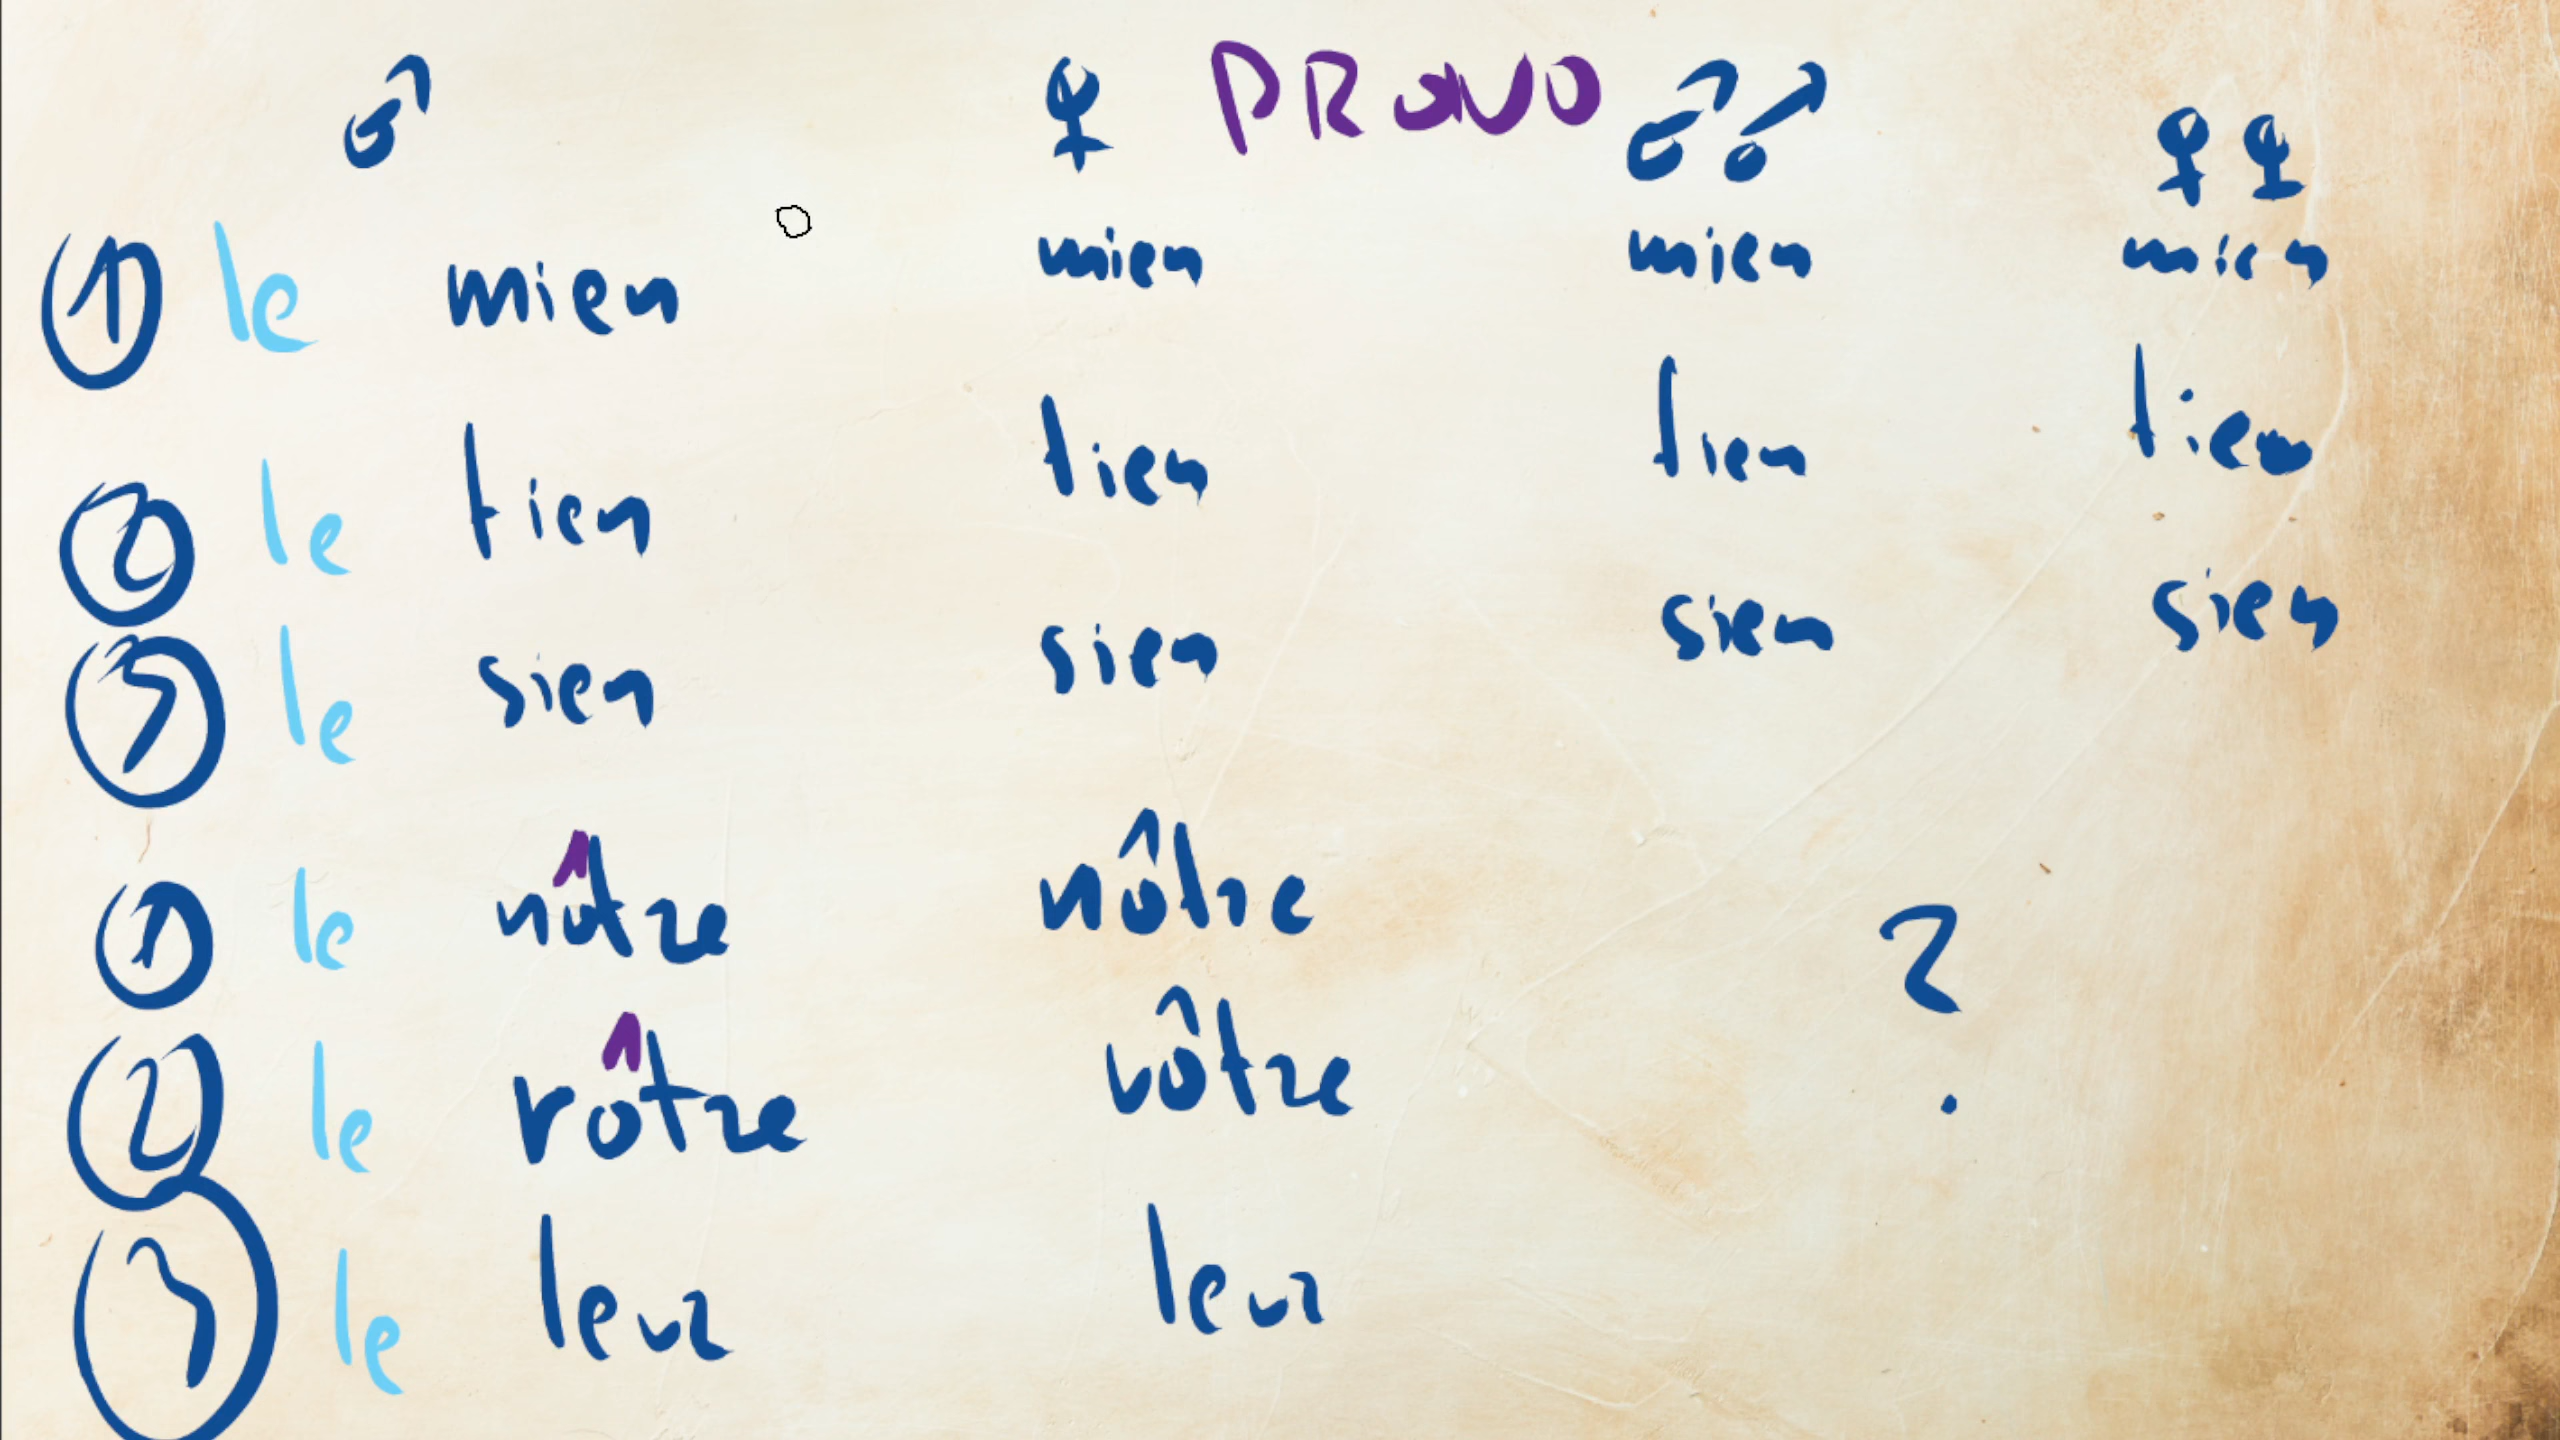 ♂ ♀ PRONO ♂♂ ♀♀
1 le mien mien mien mien
2 le tien tien tien tien
3 le sien sien sien sien
1 le nôtre nôtre ?
2 le vôtre vôtre
3 le leur leur